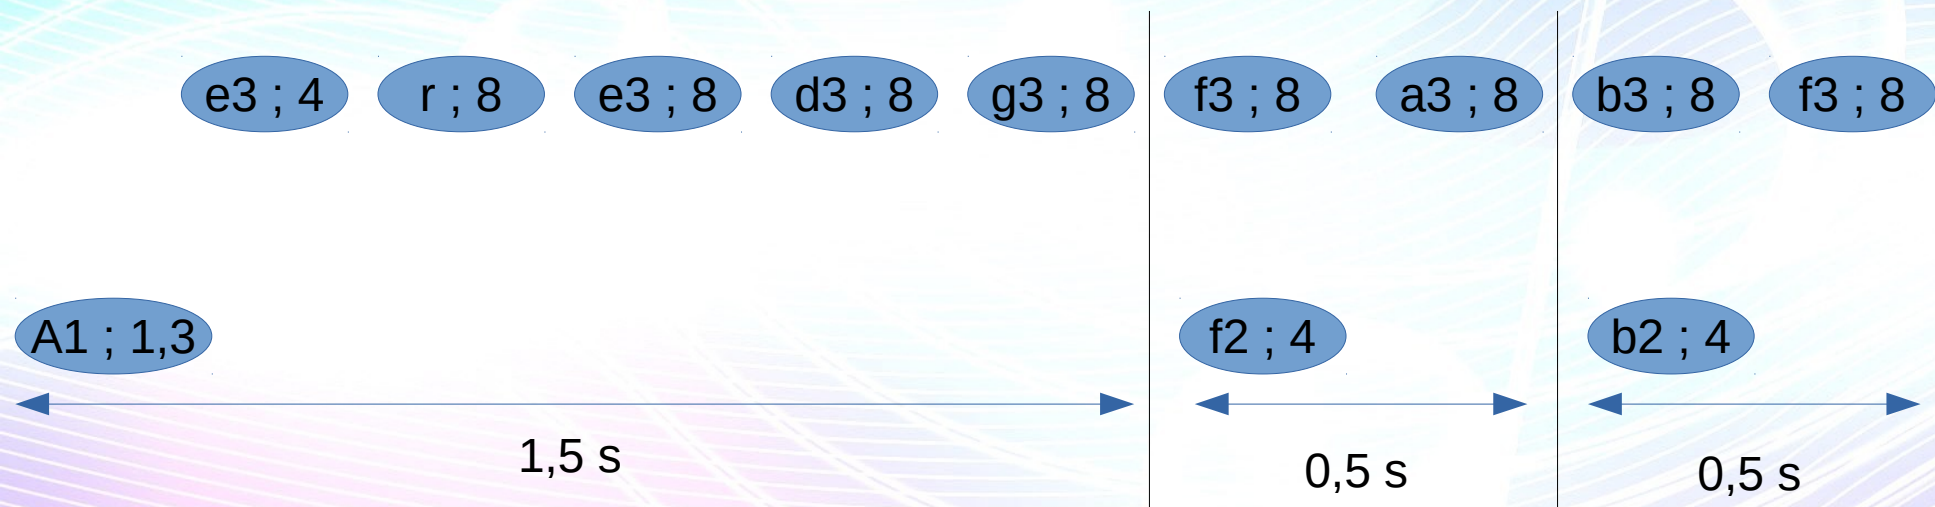 e3 ; 4 r ; 8 e3 ; 8 d3 ; 8 g3 ; 8 f3 ; 8 a3 ; 8 b3 ; 8 f3 ; 8
A1 ; 1,3 f2 ; 4 b2 ; 4
1,5 s 0,5 s 0,5 s